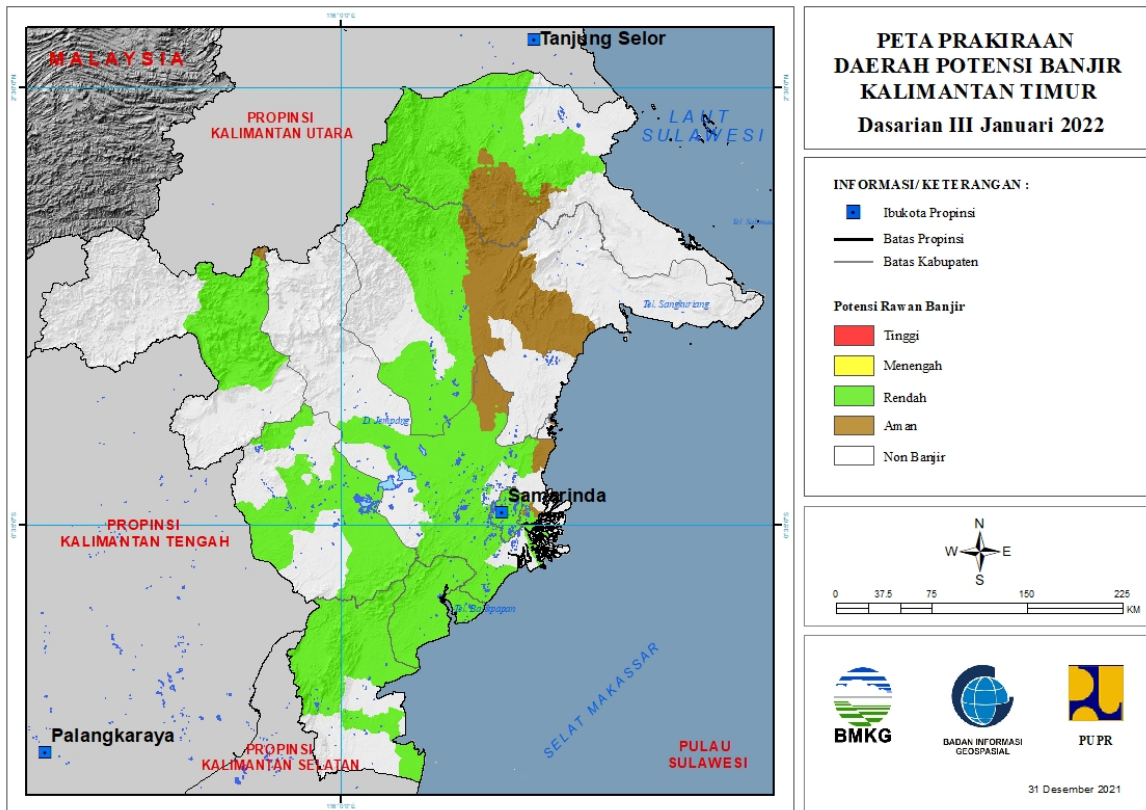 PETA PRAKIRAAN
DAERAH POTENSI BANJIR
KALIMANTAN TIMUR
Dasarian III Januari 2022
INFORMASI/ KETERANGAN :
Ibukota Propinsi
Batas Propinsi
Batas Kabupaten
Potensi Rawan Banjir
Tinggi
Menengah
Rendah
Aman
Non Banjir
N
W E
S
0 37.5 75 150 225
KM
BMKG
BADAN INFORMASI
GEOSPASIAL
PUPR
31 Desember 2021
Tanjung Selor
MALAYSIA
PROPINSI
KALIMANTAN UTARA
LAUT
SULAWESI
Tel. Sangkuriang
D. Jempang
Samarinda
PROPINSI
KALIMANTAN TENGAH
Tel. Balikpapan
SELAT MAKASSAR
Palangkaraya
PROPINSI
KALIMANTAN SELATAN
PULAU
SULAWESI